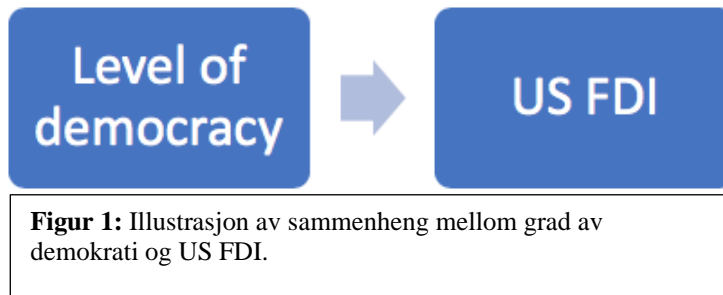 Level of
democracy
US FDI
Figur 1: Illustrasjon av sammenheng mellom grad av
demokrati og US FDI.